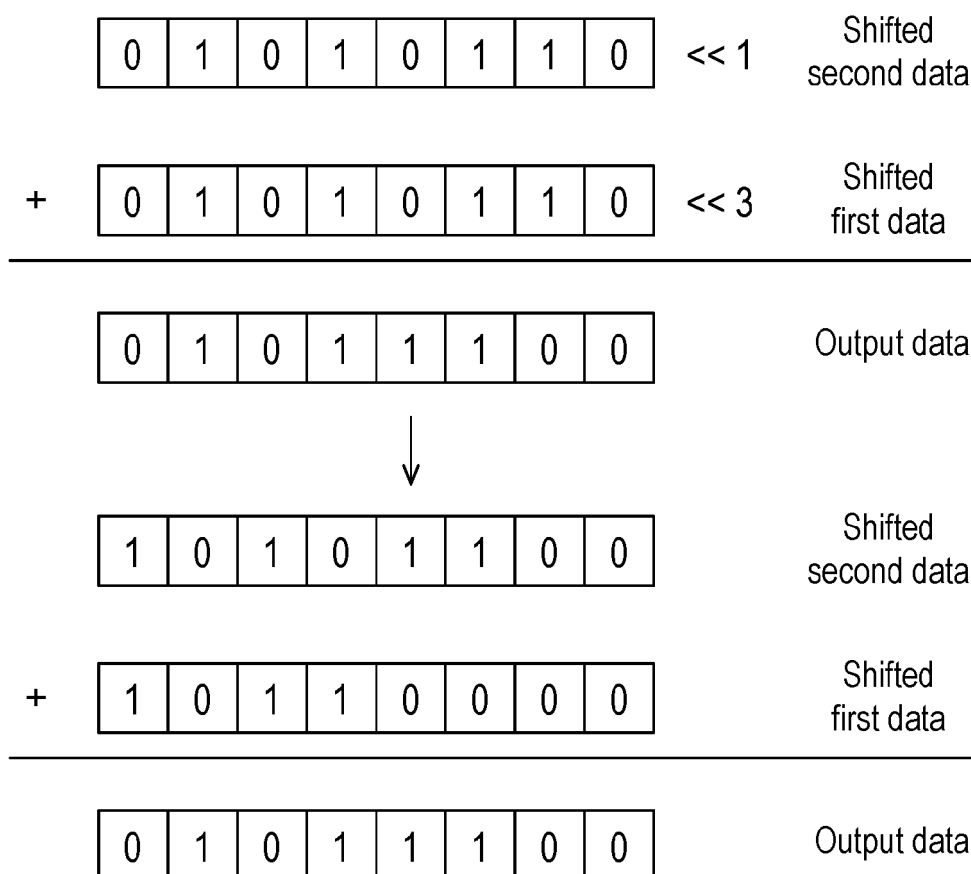 0 1 0 1 0 1 1 0 << 1 Shifted
second data
+ 0 1 0 1 0 1 1 0 << 3 Shifted
first data
0 1 0 1 1 1 0 0 Output data
1 0 1 0 1 1 0 0 Shifted
second data
+ 1 0 1 1 0 0 0 0 Shifted
first data
0 1 0 1 1 1 0 0 Output data